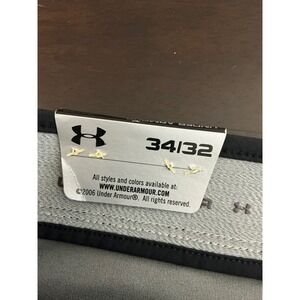 34/32
All styles and colors available at:
WWW.UNDERARMOUR.COM
©2006 Under Armour®. All rights reserved.